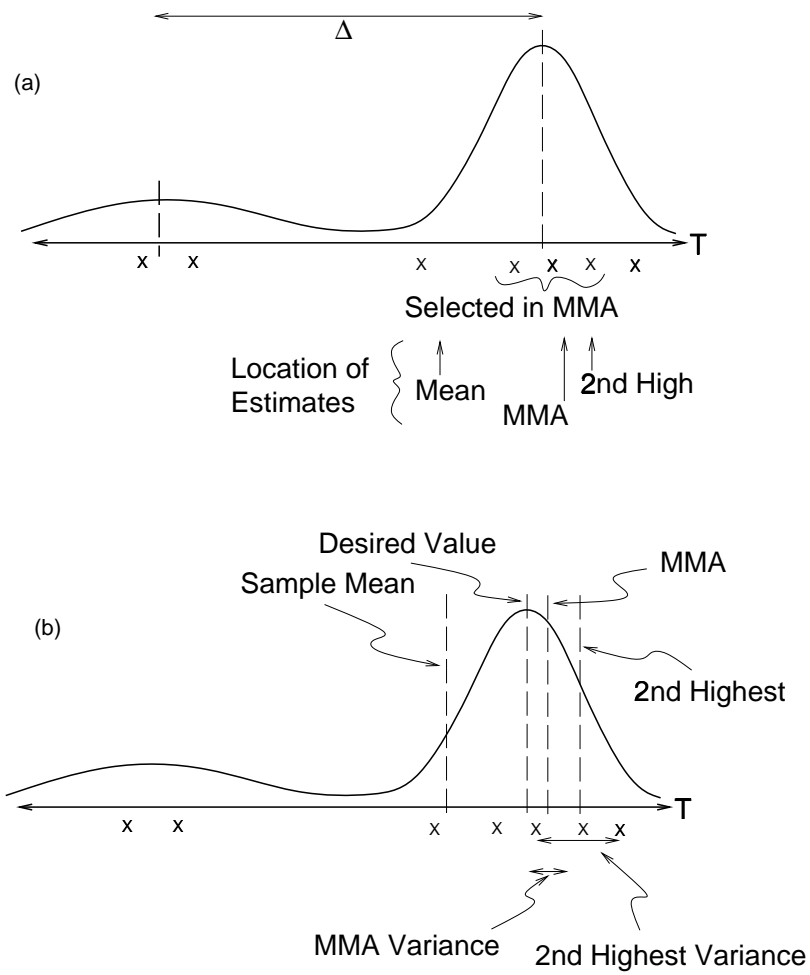 Δ
(a)
T
x x x x x x x
Selected in MMA
Location of
Estimates
Mean
2nd High
MMA
Desired Value
MMA
Sample Mean
(b)
2nd Highest
T
x x x x x x x
MMA Variance
2nd Highest Variance